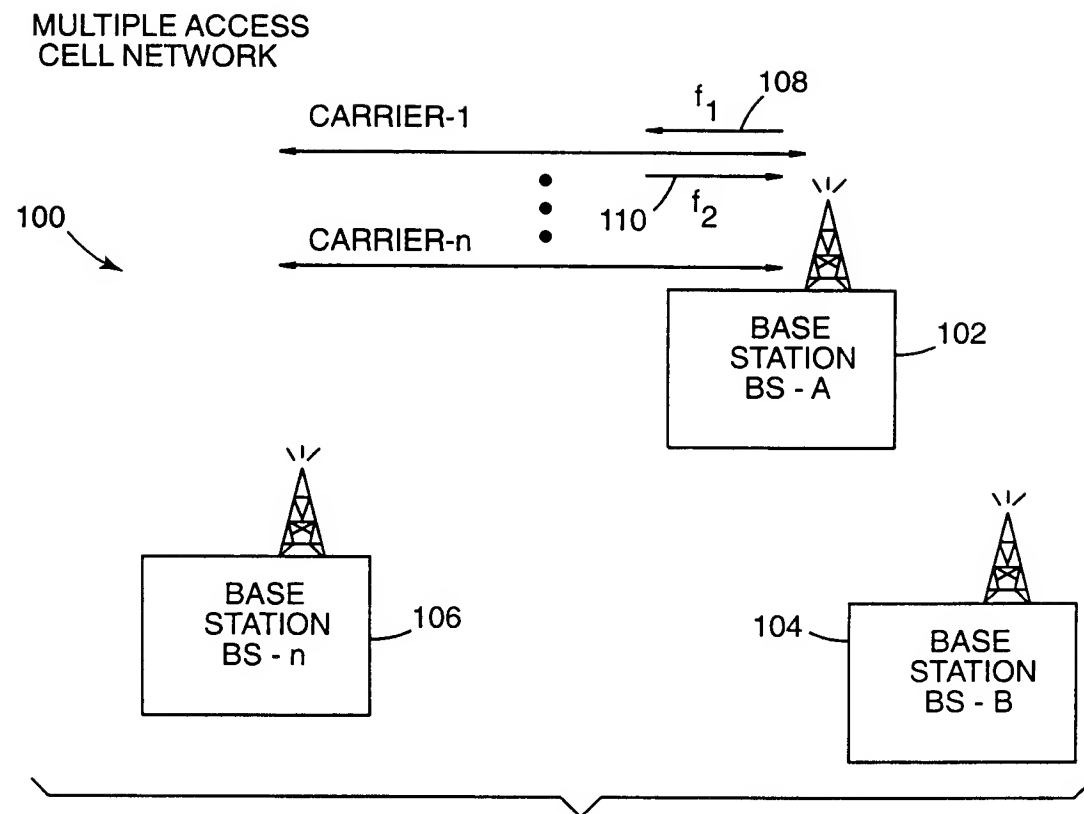 MULTIPLE ACCESS
CELL NETWORK
108
f1
CARRIER-1
100
110
f2
CARRIER-n
BASE
STATION
BS - A
102
BASE
STATION
BS - n
106
104
BASE
STATION
BS - B